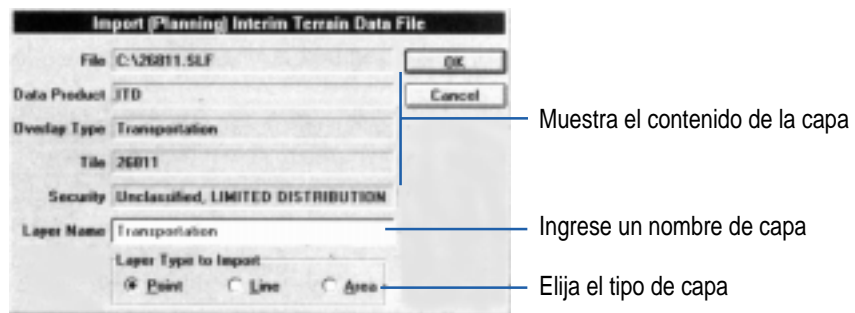 Import (Planning) Interim Terrain Data File
File C:\26811.SLF
OK
Data Product ITD
Cancel
Overlay Type Transportation
Muestra el contenido de la capa
Tile 26811
Security Unclassified, LIMITED DISTRIBUTION
Layer Name Transportation
Ingrese un nombre de capa
Layer Type to Import
Point Line Area
Elija el tipo de capa